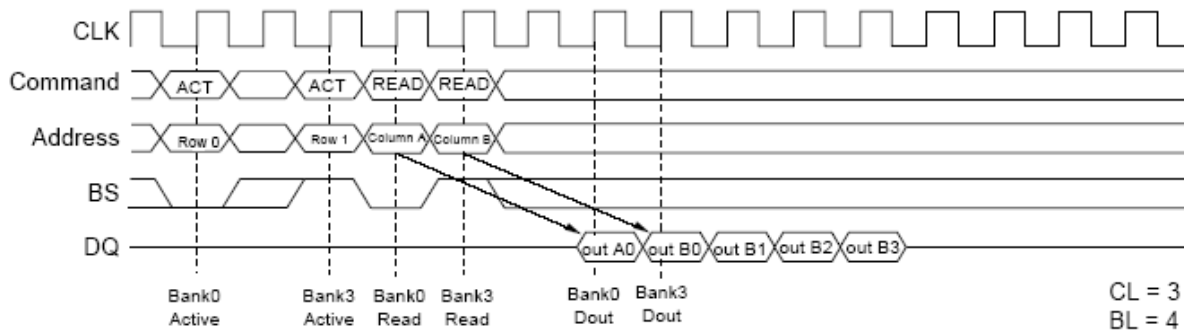 CLK
Command ACT ACT READ READ
Address Row 0 Row 1 Column A Column B
BS
DQ out A0 out B0 out B1 out B2 out B3
Bank0 Active
Bank3 Active
Bank0 Read
Bank3 Read
Bank0 Dout
Bank3 Dout
CL = 3
BL = 4